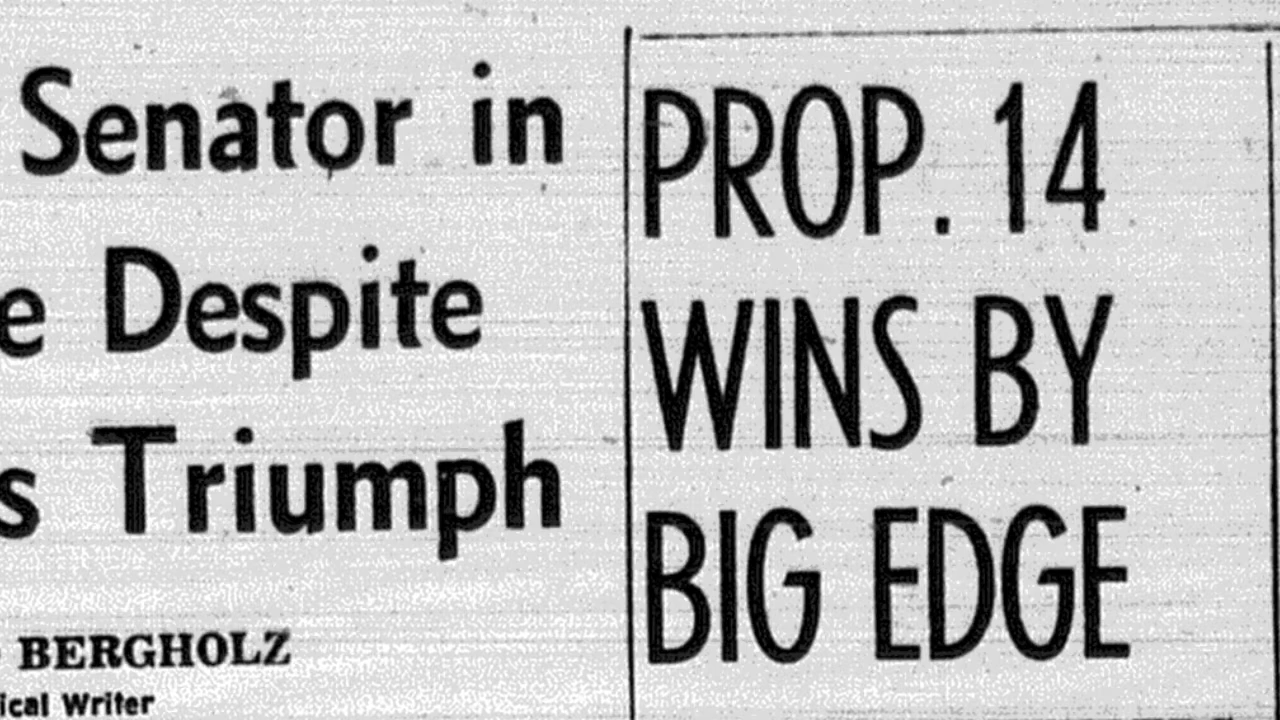 Senator in
e Despite
s Triumph
BERGHOLZ
ical Writer
PROP. 14
WINS BY
BIG EDGE